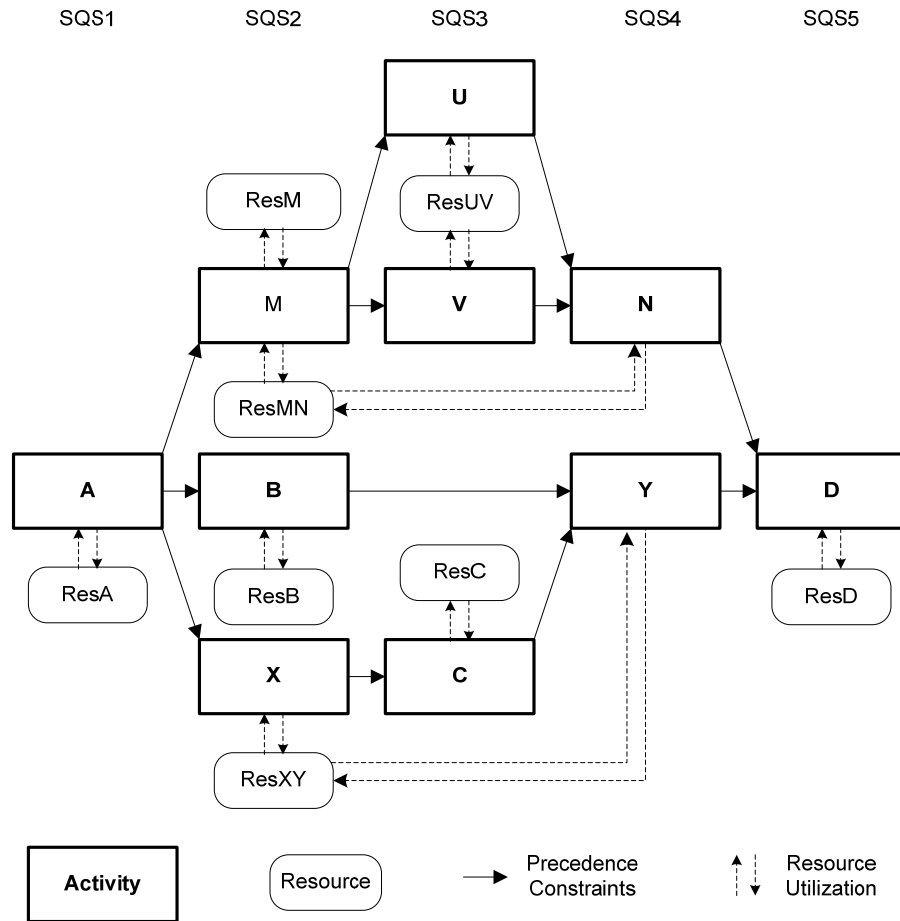 SQS1 SQS2 SQS3 SQS4 SQS5
U
ResM
ResUV
M V N
ResMN
A B Y D
ResA ResB ResC ResD
X C
ResXY
Activity
Resource
Precedence
Constraints
Resource
Utilization